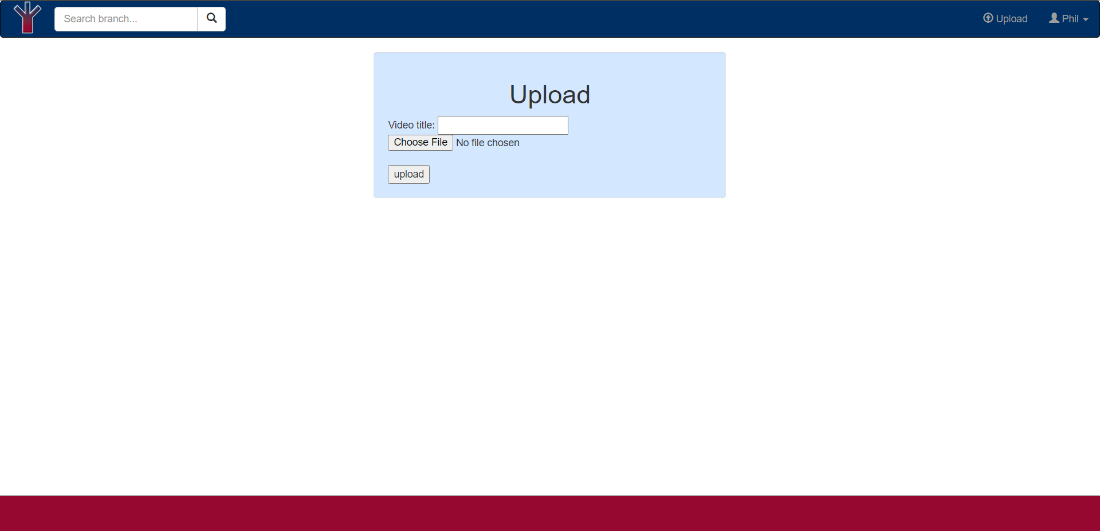 Search branch...
Upload
Phil
Upload
Video title:
Choose File No file chosen
upload